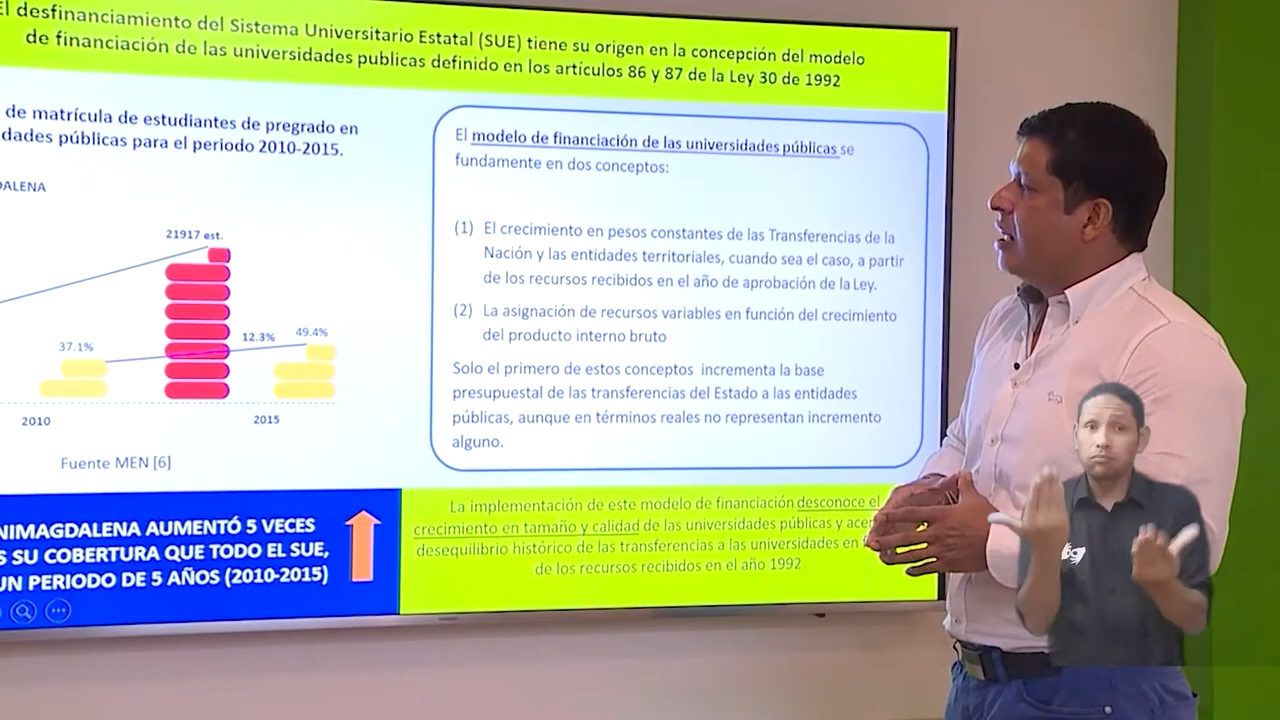 El desfinanciamiento del Sistema Universitario Estatal (SUE) tiene su origen en la concepción del modelo
de financiación de las universidades publicas definido en los artículos 86 y 87 de la Ley 30 de 1992
de matrícula de estudiantes de pregrado en
dades públicas para el periodo 2010-2015.
DALENA
21917 est.
37.1%
12.3%
49.4%
2010
2015
Fuente MEN [6]
El modelo de financiación de las universidades públicas se
fundamente en dos conceptos:
(1) El crecimiento en pesos constantes de las Transferencias de la
Nación y las entidades territoriales, cuando sea el caso, a partir
de los recursos recibidos en el año de aprobación de la Ley.
(2) La asignación de recursos variables en función del crecimiento
del producto interno bruto
Solo el primero de estos conceptos incrementa la base
presupuestal de las transferencias del Estado a las entidades
públicas, aunque en términos reales no representan incremento
alguno.
NIMAGDALENA AUMENTÓ 5 VECES
S SU COBERTURA QUE TODO EL SUE,
UN PERIODO DE 5 AÑOS (2010-2015)
La implementación de este modelo de financiación desconoce el
crecimiento en tamaño y calidad de las universidades públicas y
desequilibrio histórico de las transferencias a las universidades en
de los recursos recibidos en el año 1992